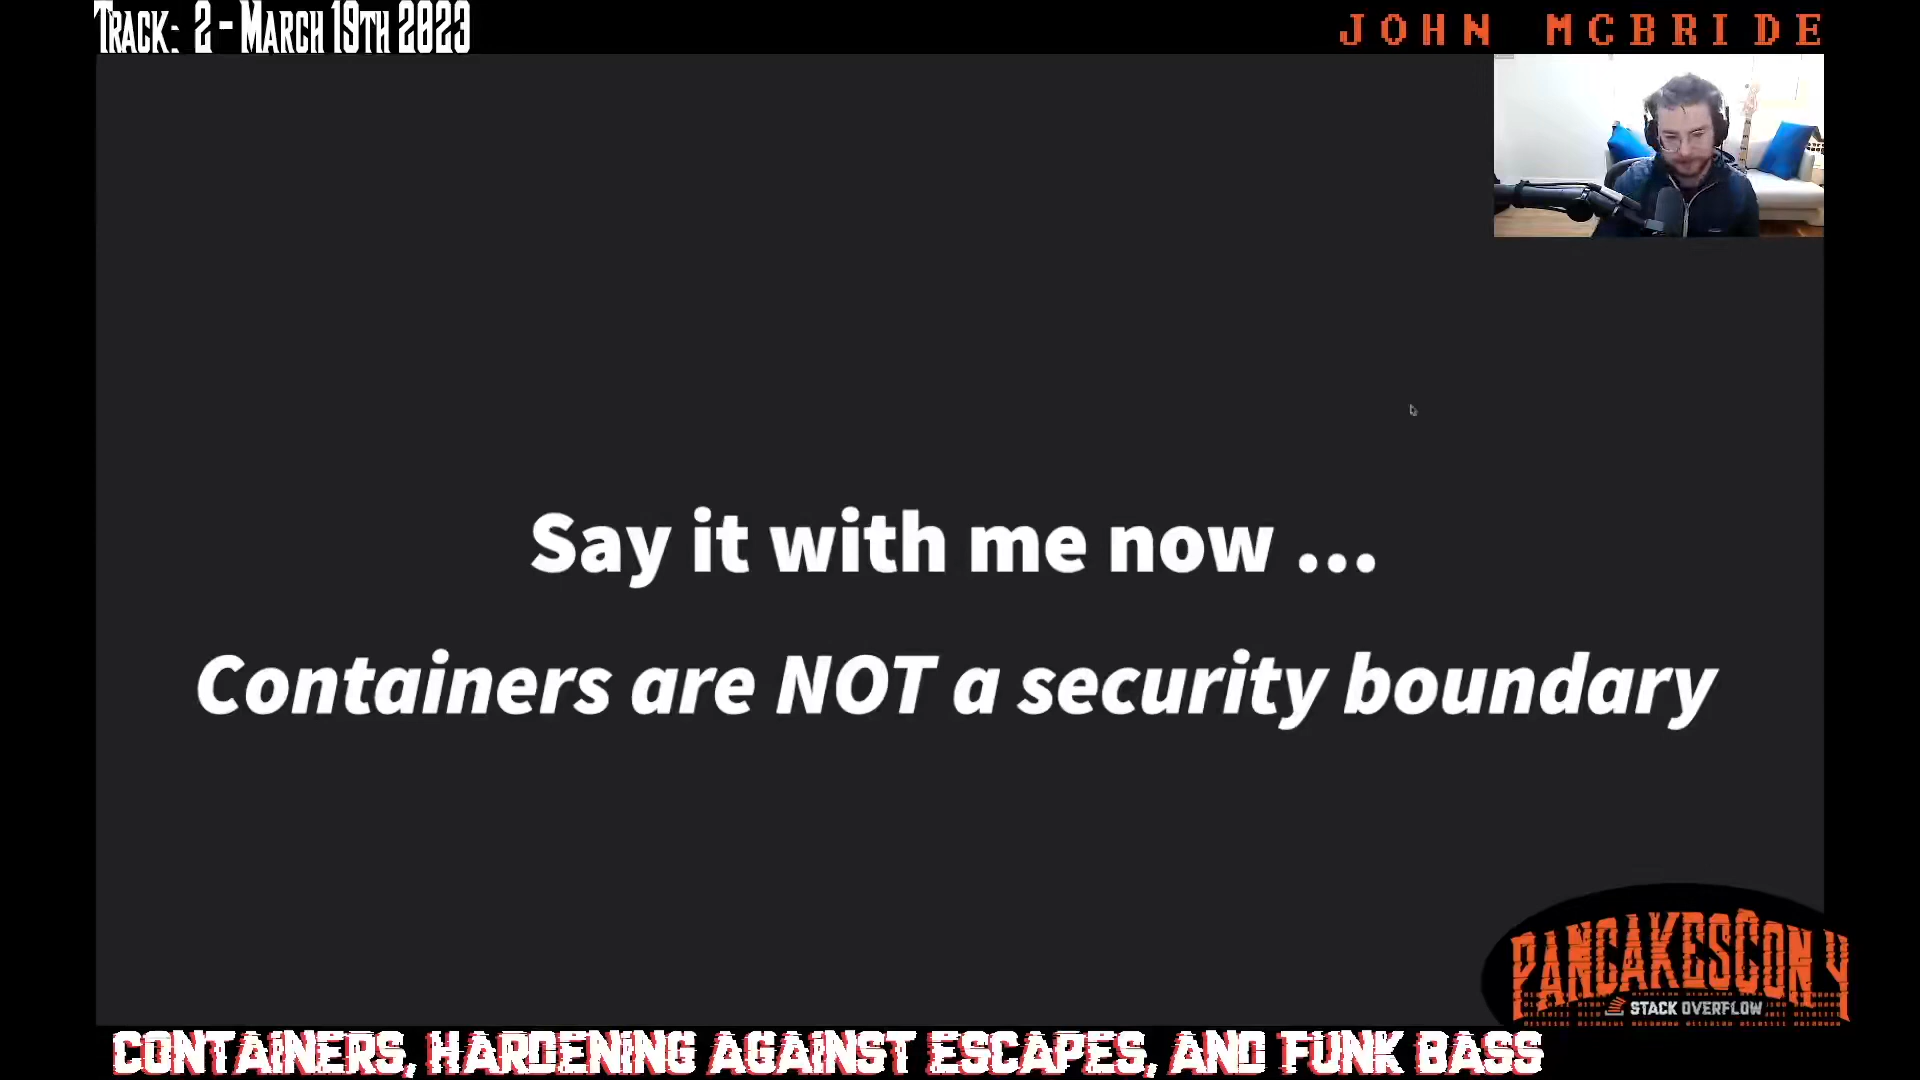 TRACK: 2 - MARCH 19TH 2023
JOHN MCBRIDE
Say it with me now ...
Containers are NOT a security boundary
PANCAKESCON 4
STACK OVERFLOW
CONTAINERS, HARDENING AGAINST ESCAPES, AND FUNK BASS